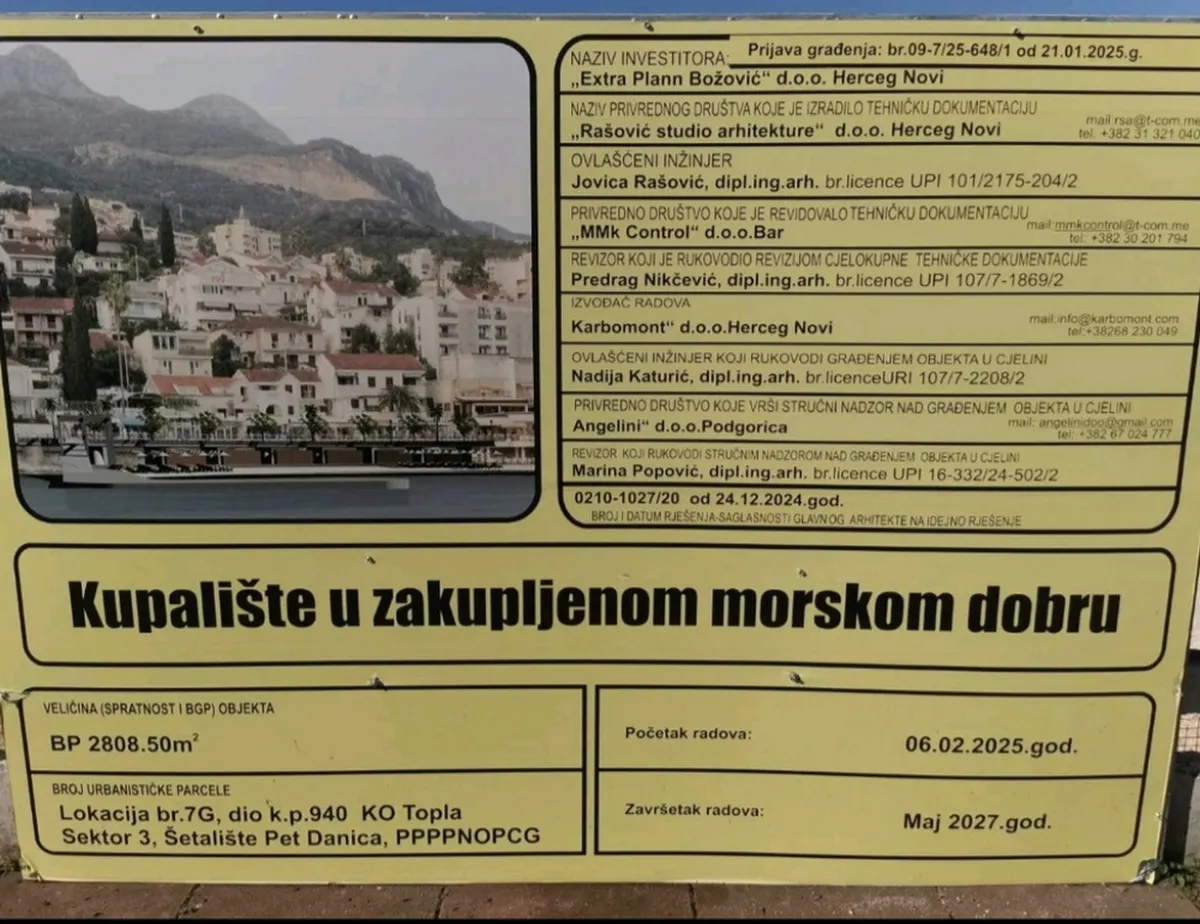 NAZIV INVESTITORA:
Prijava građenja: br.09-7/25-648/1 od 21.01.2025.g.
„Extra Plann Božović“ d.o.o. Herceg Novi
NAZIV PRIVREDNOG DRUŠTVA KOJE JE IZRADILO TEHNIČKU DOKUMENTACIJU
„Rašović studio arhitekture“ d.o.o. Herceg Novi
mail:rsa@t-com.me
tel. +382 31 321 040
OVLAŠĆENI INŽINJER
Jovica Rašović, dipl.ing.arh. br.licence UPI 101/2175-204/2
PRIVREDNO DRUŠTVO KOJE JE REVIDOVALO TEHNIČKU DOKUMENTACIJU
„MMk Control“ d.o.o.Bar
mail:mmkcontrol@t-com.me
tel: +382 30 201 794
REVIZOR KOJI JE RUKOVODIO REVIZIJOM CJELOKUPNE TEHNIČKE DOKUMENTACIJE
Predrag Nikčević, dipl.ing.arh. br.licence UPI 107/7-1869/2
IZVOĐAČ RADOVA
Karbomont“ d.o.o.Herceg Novi
mail:info@karbomont.com
tel:+38268 230 049
OVLAŠĆENI INŽINJER KOJI RUKOVODI GRAĐENJEM OBJEKTA U CJELINI
Nadija Katurić, dipl.ing.arh. br.licenceURI 107/7-2208/2
PRIVREDNO DRUŠTVO KOJE VRŠI STRUČNI NADZOR NAD GRAĐENJEM OBJEKTA U CJELINI
Angelini“ d.o.o.Podgorica
mail: angelinidoo@gmail.com
tel: +382 67 024 777
REVIZOR KOJI RUKOVODI STRUČNIM NADZOROM NAD GRAĐENJEM OBJEKTA U CJELINI
Marina Popović, dipl.ing.arh. br.licence UPI 16-332/24-502/2
0210-1027/20 od 24.12.2024.god.
BROJ I DATUM RJEŠENJA-SAGLASNOSTI GLAVNOG ARHITEKTE NA IDEJNO RJEŠENJE
Kupalište u zakupljenom morskom dobru
VELIČINA (SPRATNOST I BGP) OBJEKTA
BP 2808.50m²
BROJ URBANISTIČKE PARCELE
Lokacija br.7G, dio k.p.940 KO Topla
Sektor 3, Šetalište Pet Danica, PPPPNOPCG
Početak radova: 06.02.2025.god.
Završetak radova: Maj 2027.god.